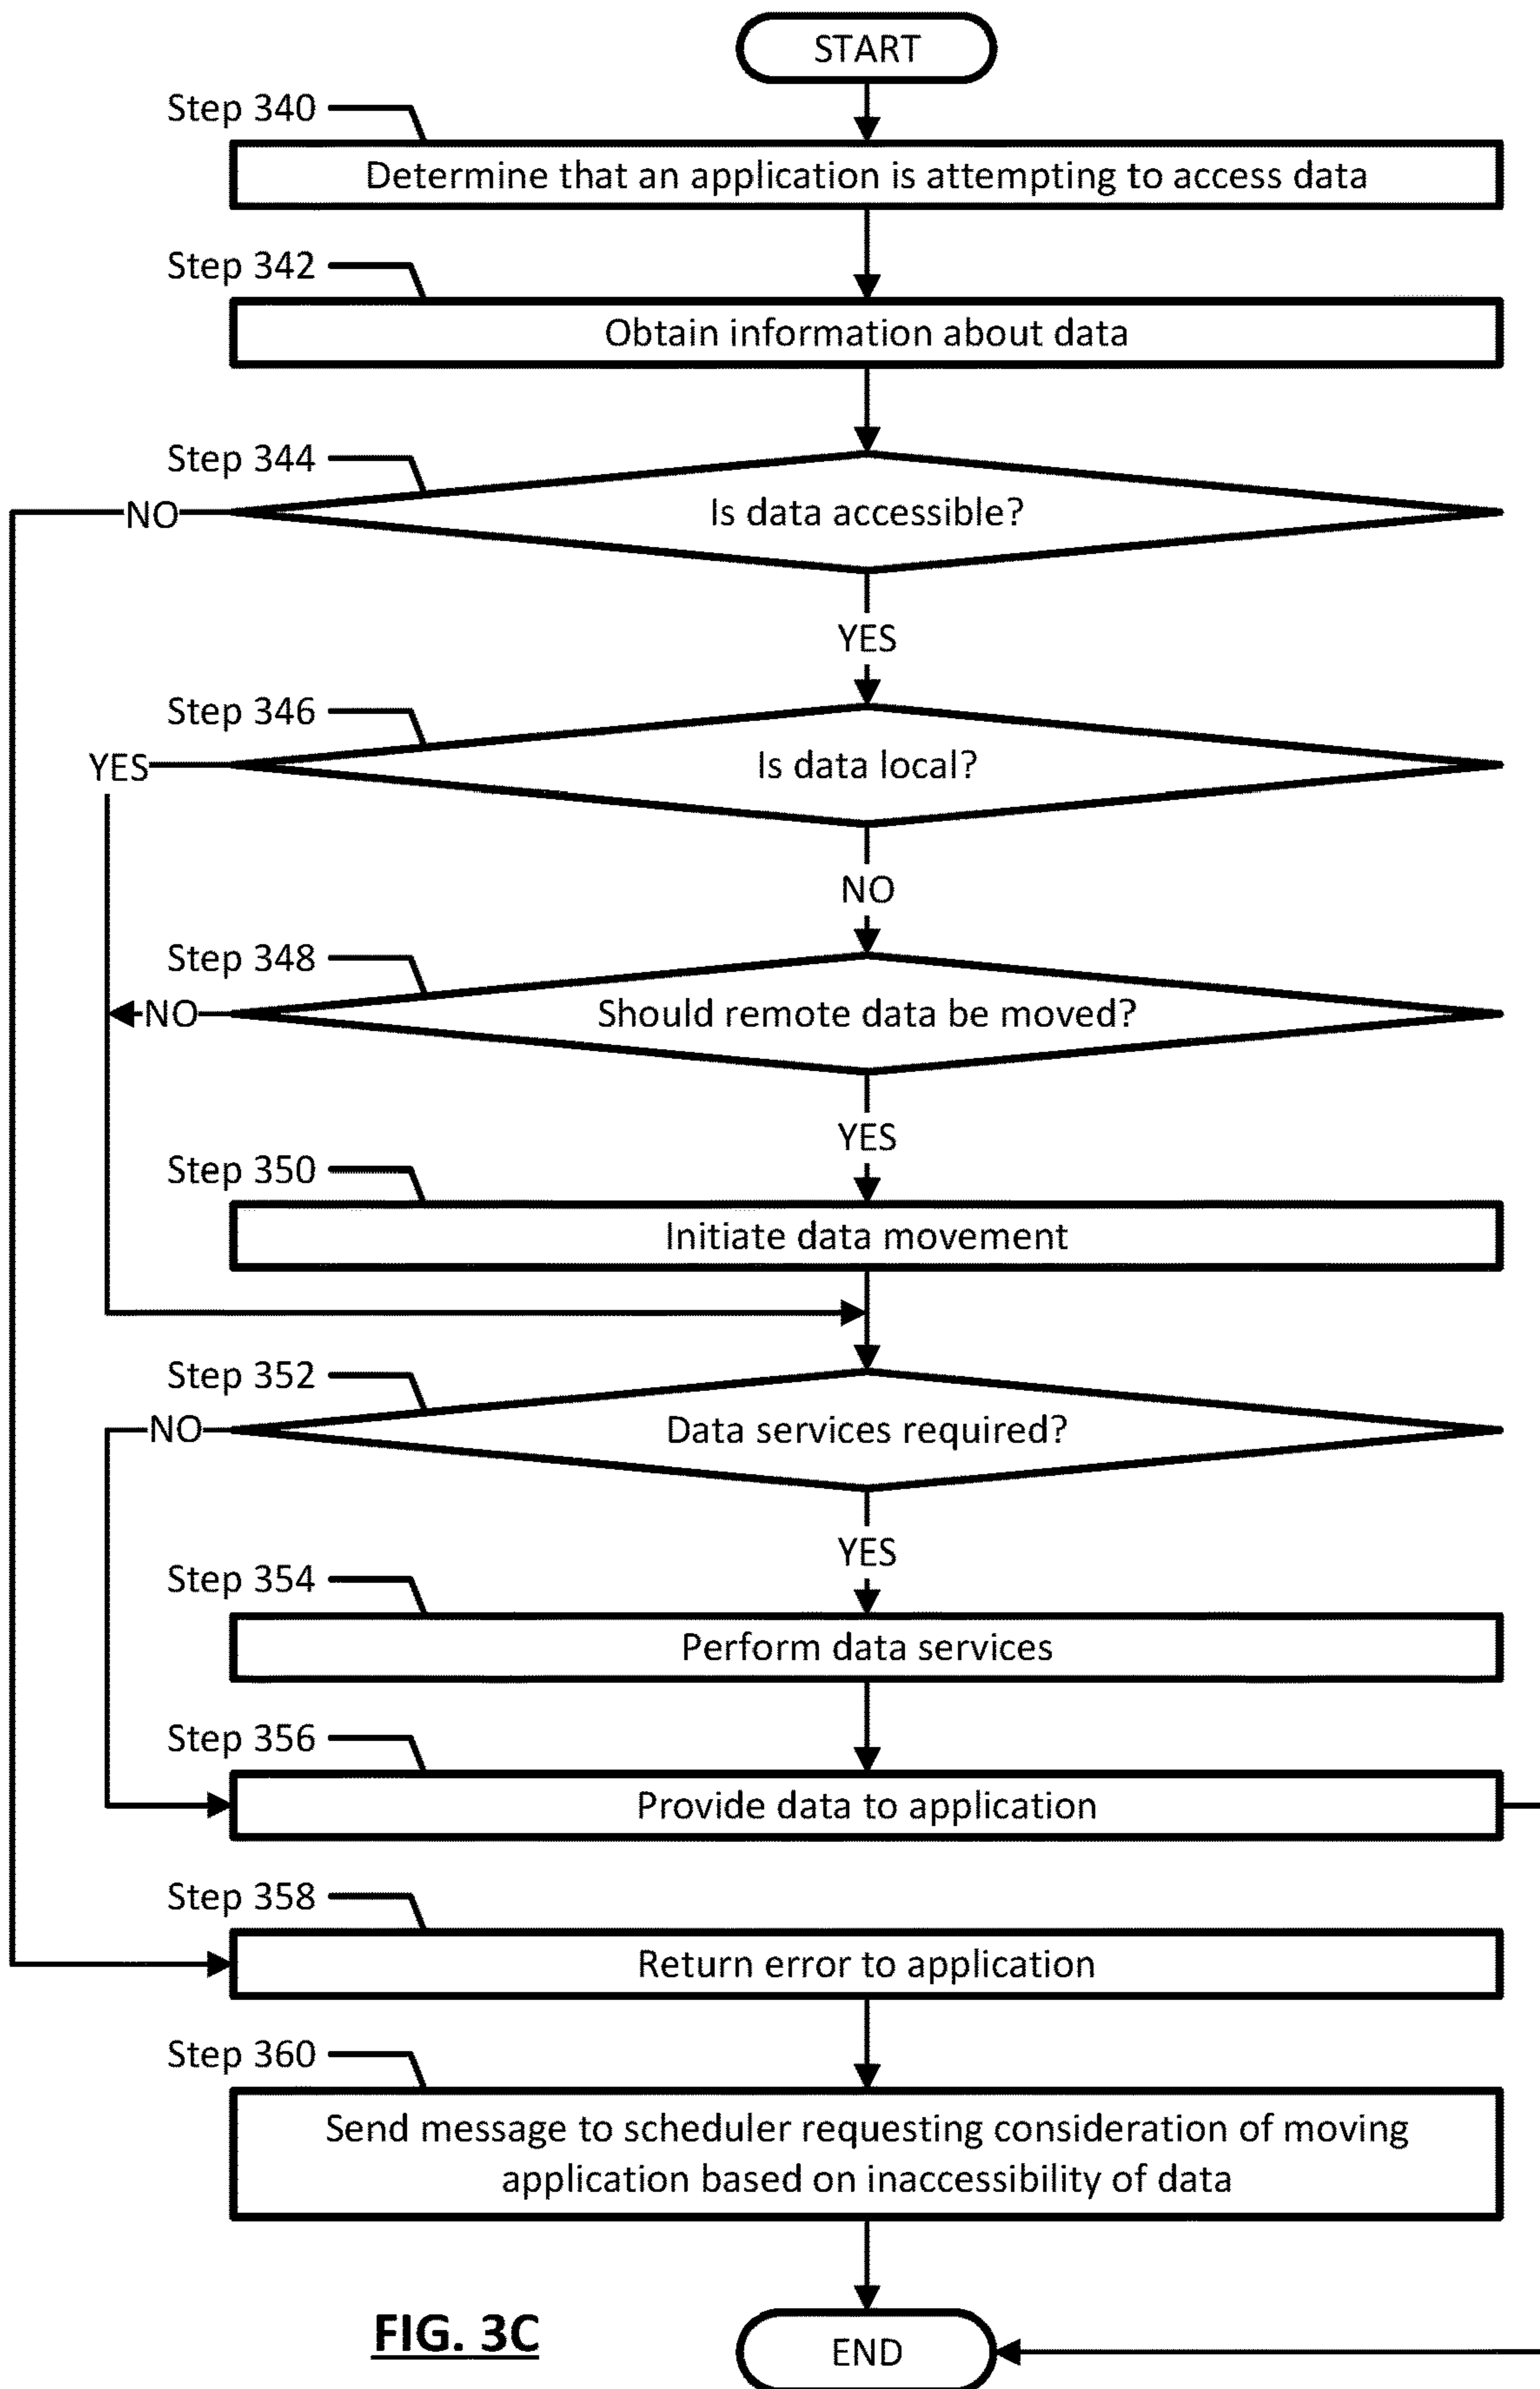 START
Step 340
Determine that an application is attempting to access data
Step 342
Obtain information about data
Step 344
NO
Is data accessible?
YES
Step 346
YES
Is data local?
NO
Step 348
NO
Should remote data be moved?
YES
Step 350
Initiate data movement
Step 352
NO
Data services required?
YES
Step 354
Perform data services
Step 356
Provide data to application
Step 358
Return error to application
Step 360
Send message to scheduler requesting consideration of moving
application based on inaccessibility of data
FIG. 3C
END